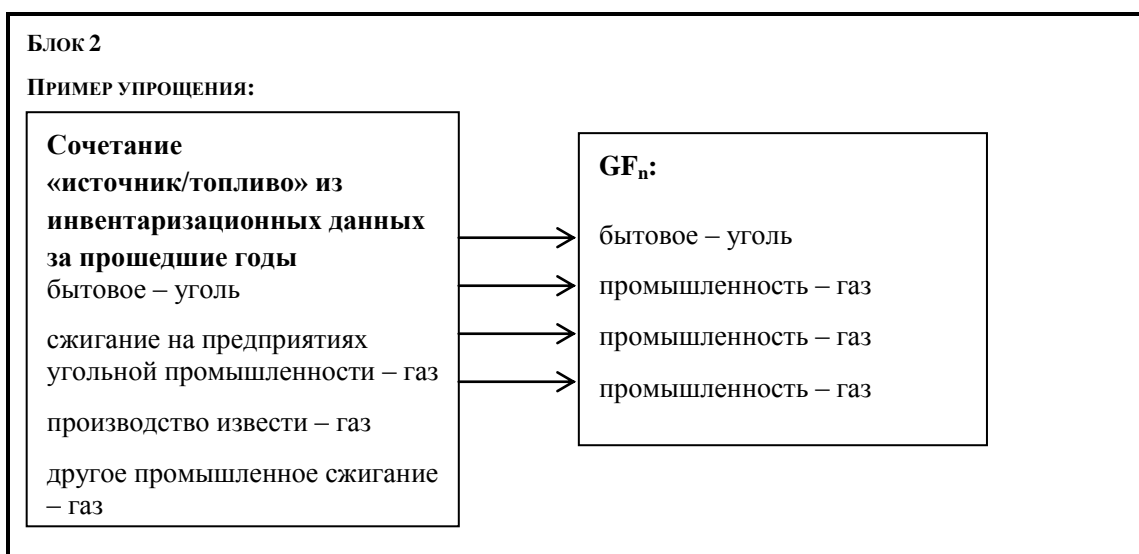 Блок 2
Пример упрощения:
Сочетание
«источник/топливо» из
инвентаризационных данных
за прошедшие годы
бытовое – уголь
сжигание на предприятиях
угольной промышленности – газ
производство извести – газ
другое промышленное сжигание
– газ
GFn:
бытовое – уголь
промышленность – газ
промышленность – газ
промышленность – газ